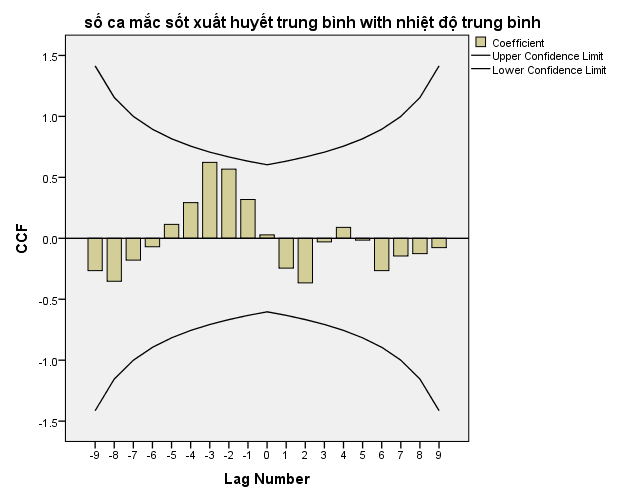 số ca mắc sốt xuất huyết trung bình with nhiệt độ trung bình
Coefficient
Upper Confidence Limit
Lower Confidence Limit
1.5
1.0
0.5
0.0
-0.5
-1.0
-1.5
CCF
-9 -8 -7 -6 -5 -4 -3 -2 -1 0 1 2 3 4 5 6 7 8 9
Lag Number